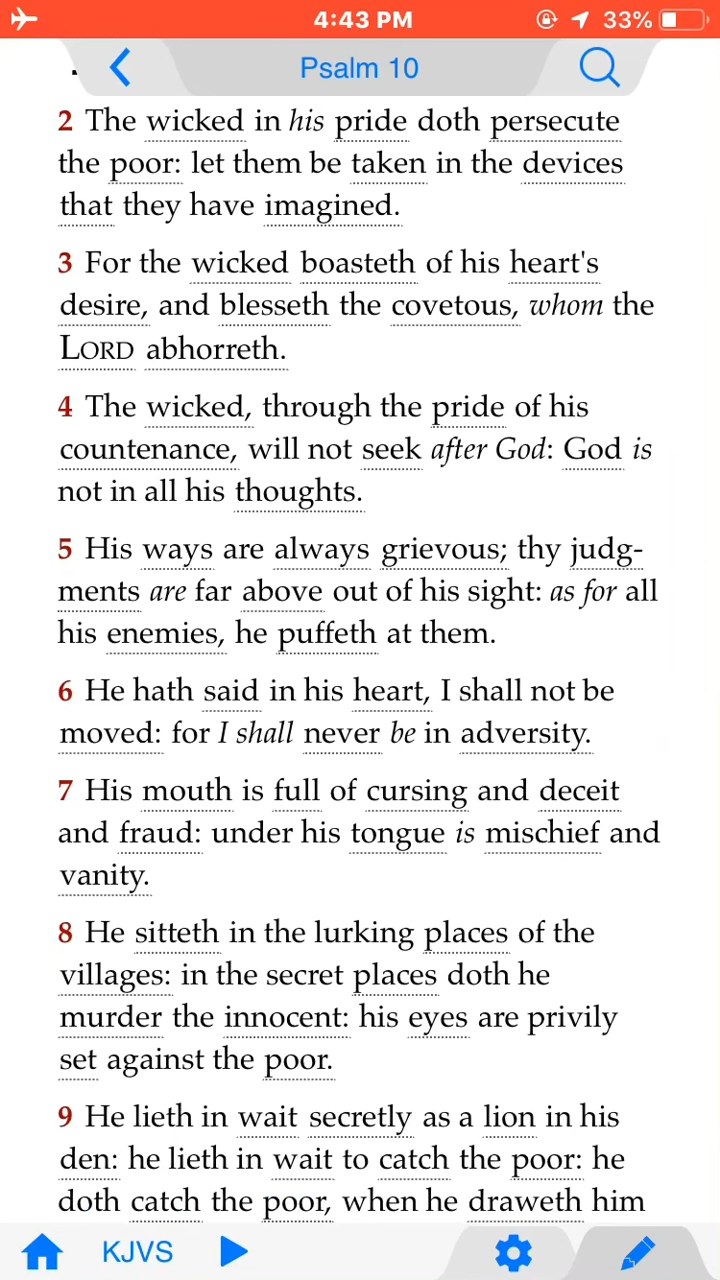 4:43 PM
33%
Psalm 10
2 The wicked in his pride doth persecute
the poor: let them be taken in the devices
that they have imagined.
3 For the wicked boasteth of his heart's
desire, and blesseth the covetous, whom the
LORD abhorreth.
4 The wicked, through the pride of his
countenance, will not seek after God: God is
not in all his thoughts.
5 His ways are always grievous; thy judg-
ments are far above out of his sight: as for all
his enemies, he puffeth at them.
6 He hath said in his heart, I shall not be
moved: for I shall never be in adversity.
7 His mouth is full of cursing and deceit
and fraud: under his tongue is mischief and
vanity.
8 He sitteth in the lurking places of the
villages: in the secret places doth he
murder the innocent: his eyes are privily
set against the poor.
9 He lieth in wait secretly as a lion in his
den: he lieth in wait to catch the poor: he
doth catch the poor, when he draweth him
KJVS